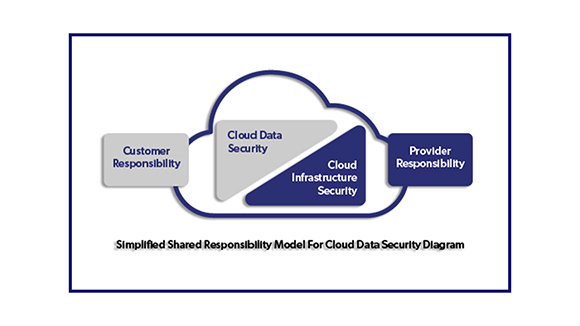 Customer
Responsibility
Cloud Data
Security
Cloud
Infrastructure
Security
Provider
Responsibility
Simplified Shared Responsibility Model For Cloud Data Security Diagram